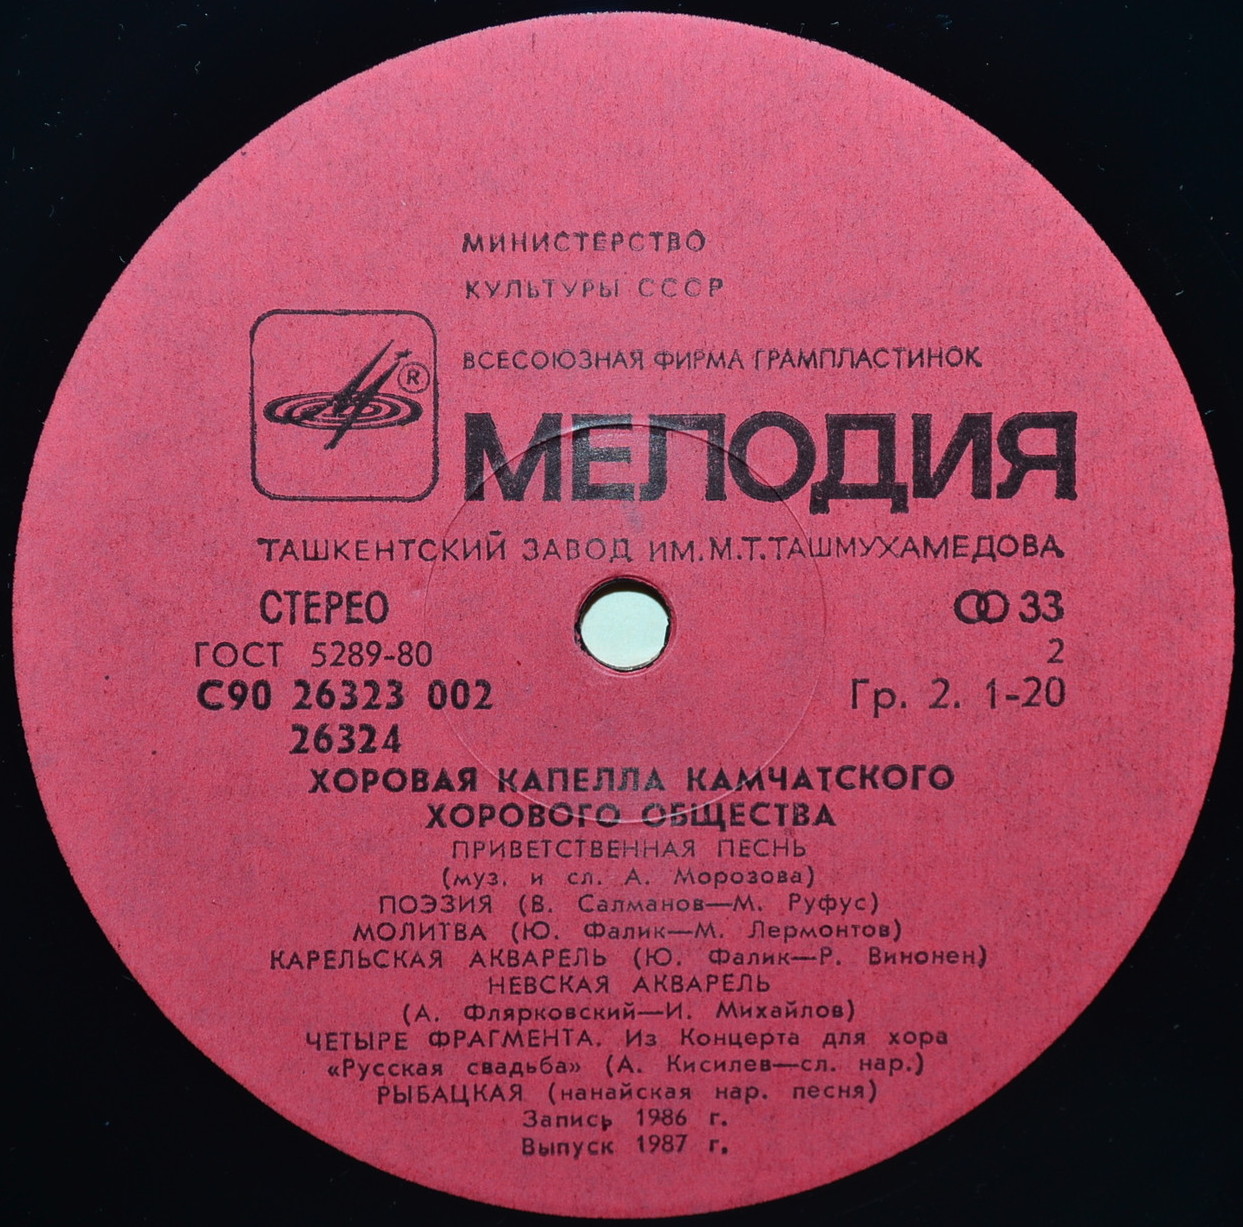 МИНИСТЕРСТВО
КУЛЬТУРЫ СССР
ВСЕСОЮЗНАЯ ФИРМА ГРАМПЛАСТИНОК
®
МЕЛОДИЯ
ТАШКЕНТСКИЙ ЗАВОД ИМ. М.Т. ТАШМУХАМЕДОВА
СТЕРЕО 33
ГОСТ 5289-80 2
С90 26323 002 Гр. 2. 1-20
26324
ХОРОВАЯ КАПЕЛЛА КАМЧАТСКОГО
ХОРОВОГО ОБЩЕСТВА
ПРИВЕТСТВЕННАЯ ПЕСНЬ
(муз. и сл. А. Морозова)
ПОЭЗИЯ (В. Салманов—М. Руфус)
МОЛИТВА (Ю. Фалик—М. Лермонтов)
КАРЕЛЬСКАЯ АКВАРЕЛЬ (Ю. Фалик—Р. Винонен)
НЕВСКАЯ АКВАРЕЛЬ
(А. Флярковский—И. Михайлов)
ЧЕТЫРЕ ФРАГМЕНТА. Из Концерта для хора
«Русская свадьба» (А. Кисилев—сл. нар.)
РЫБАЦКАЯ (нанайская нар. песня)
Запись 1986 г.
Выпуск 1987 г.